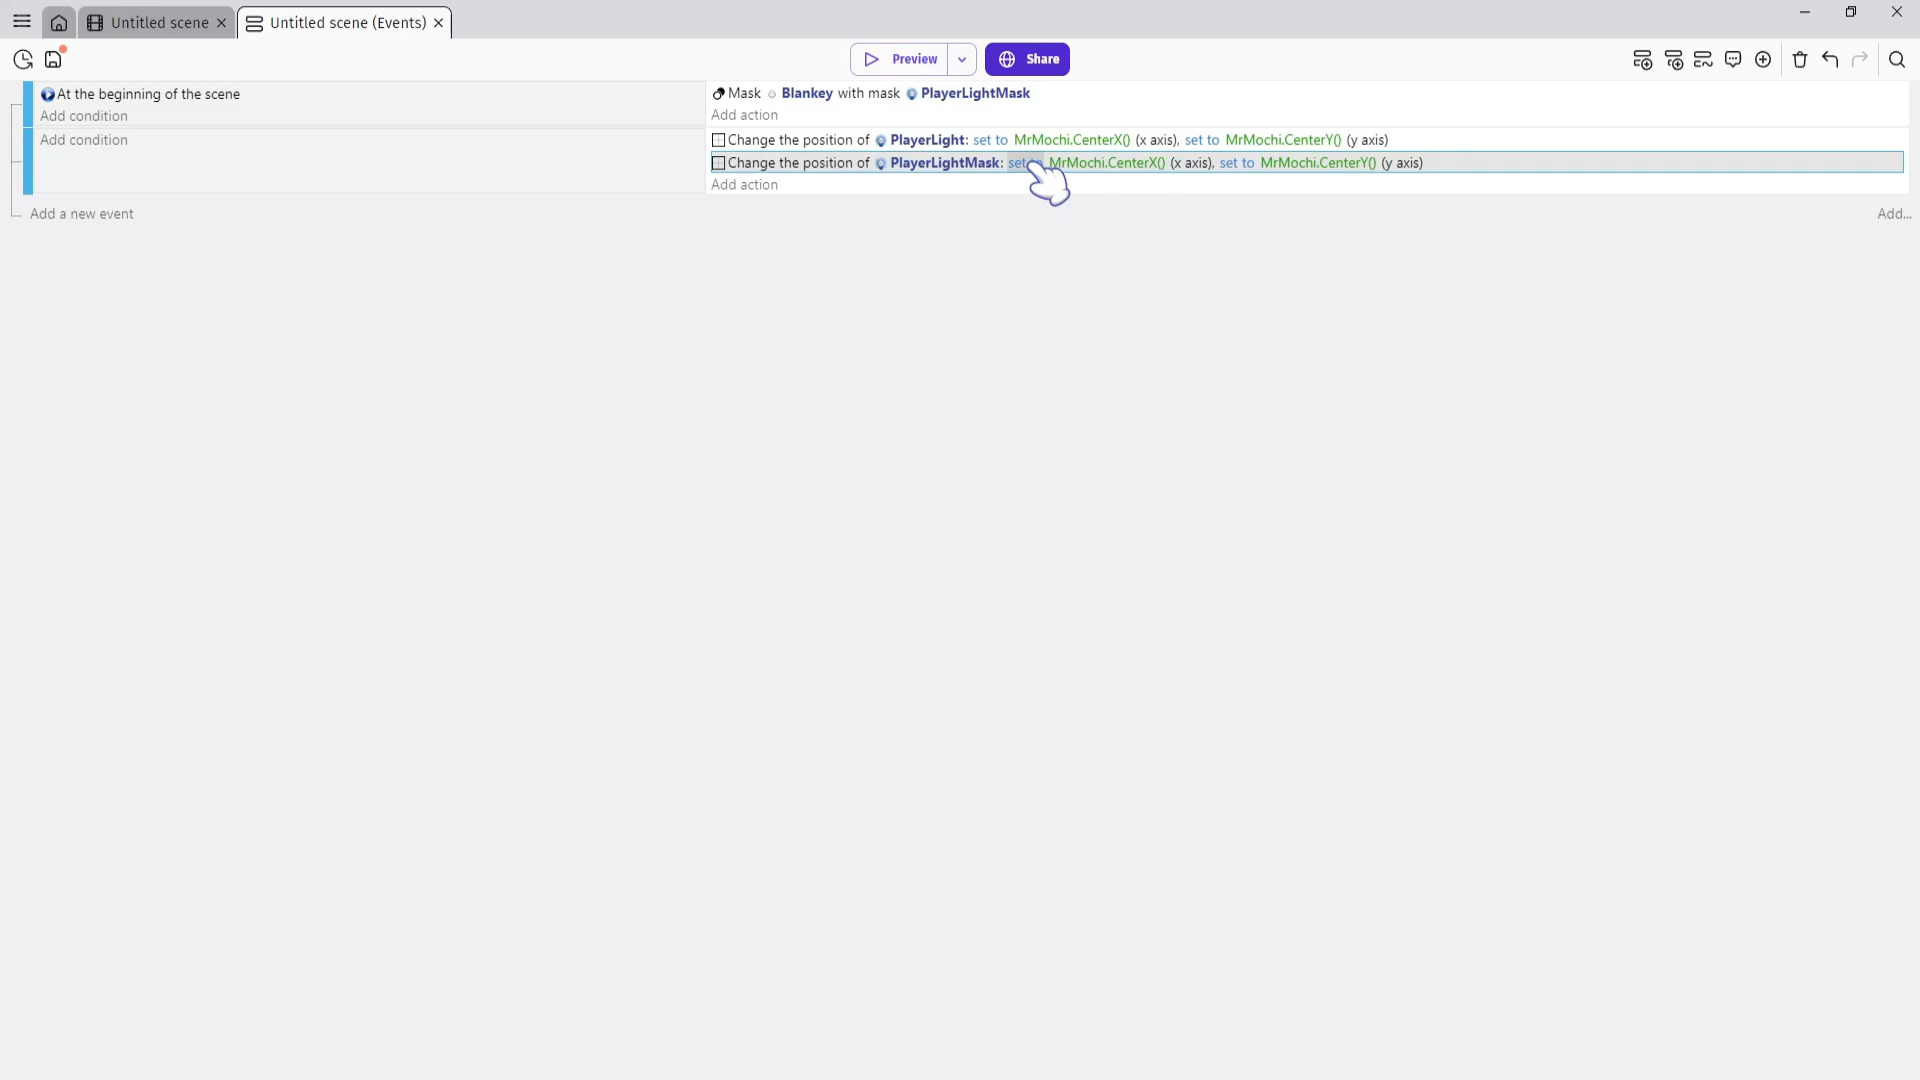 Untitled scene
Untitled scene (Events)
Preview
Share
At the beginning of the scene
Add condition
Mask Blankey with mask PlayerLightMask
Add action
Add condition
Change the position of PlayerLight: set to MrMochi.CenterX() (x axis), set to MrMochi.CenterY() (y axis)
Change the position of PlayerLightMask: set to MrMochi.CenterX() (x axis), set to MrMochi.CenterY() (y axis)
Add action
Add a new event
Add...